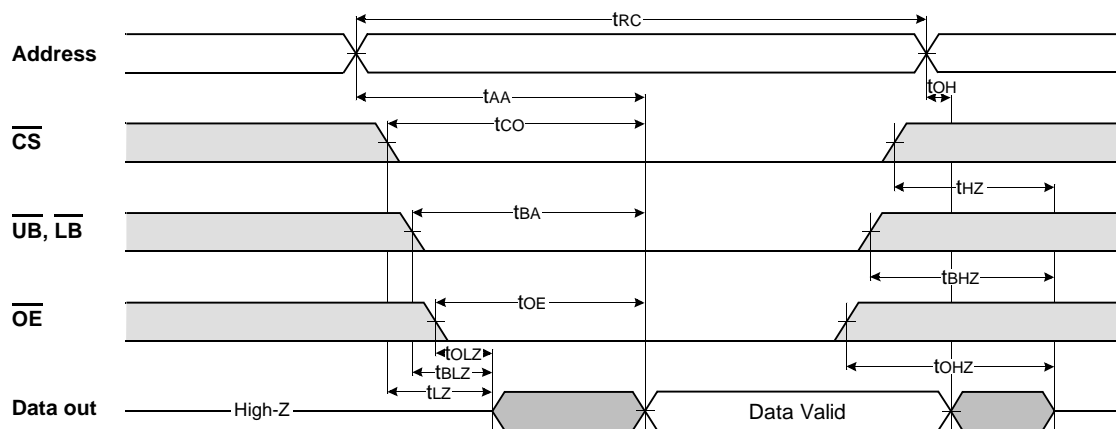 tRC
Address
tOH
tAA
CS
tCO
tHZ
UB, LB
tBA
tBHZ
OE
tOE
tOLZ
tOHZ
tBLZ
tLZ
Data out
High-Z
Data Valid